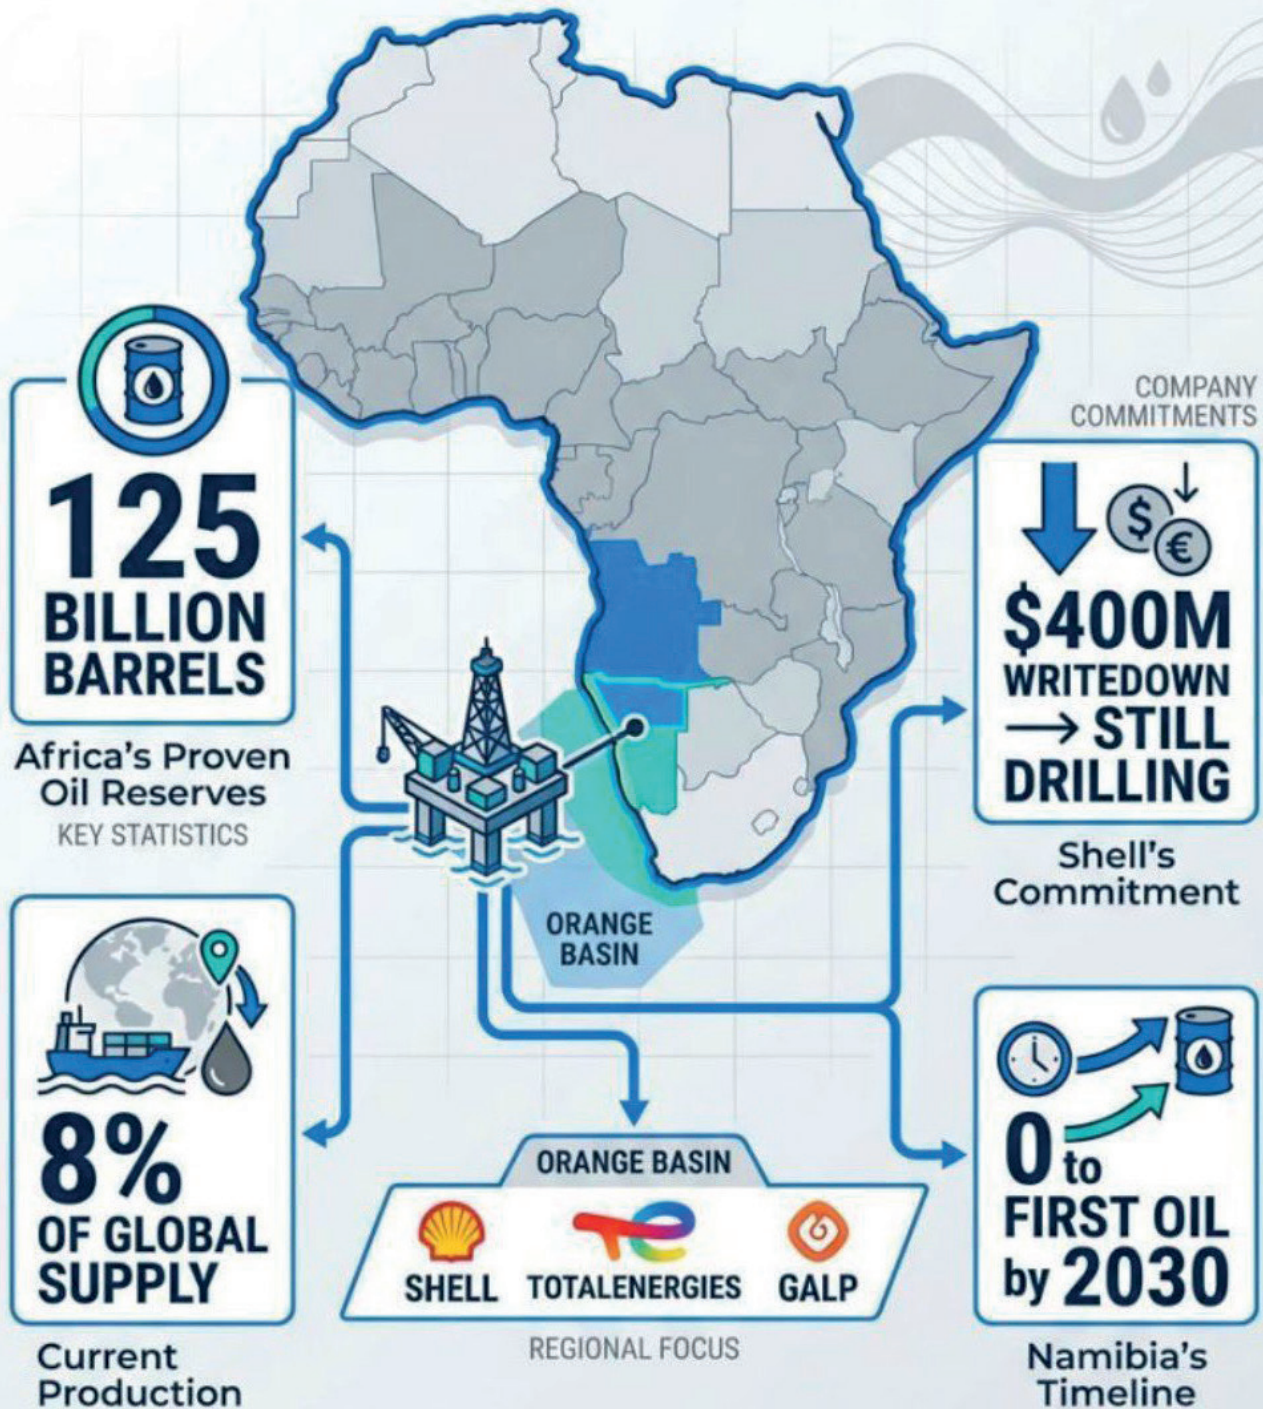 125
BILLION
BARRELS
Africa's Proven
Oil Reserves
KEY STATISTICS
8%
OF GLOBAL
SUPPLY
Current
Production
ORANGE
BASIN
ORANGE BASIN
SHELL
TOTALENERGIES
GALP
REGIONAL FOCUS
COMPANY
COMMITMENTS
$
€
$400M
WRITEDOWN
→ STILL
DRILLING
Shell's
Commitment
0 to
FIRST OIL
by 2030
Namibia's
Timeline